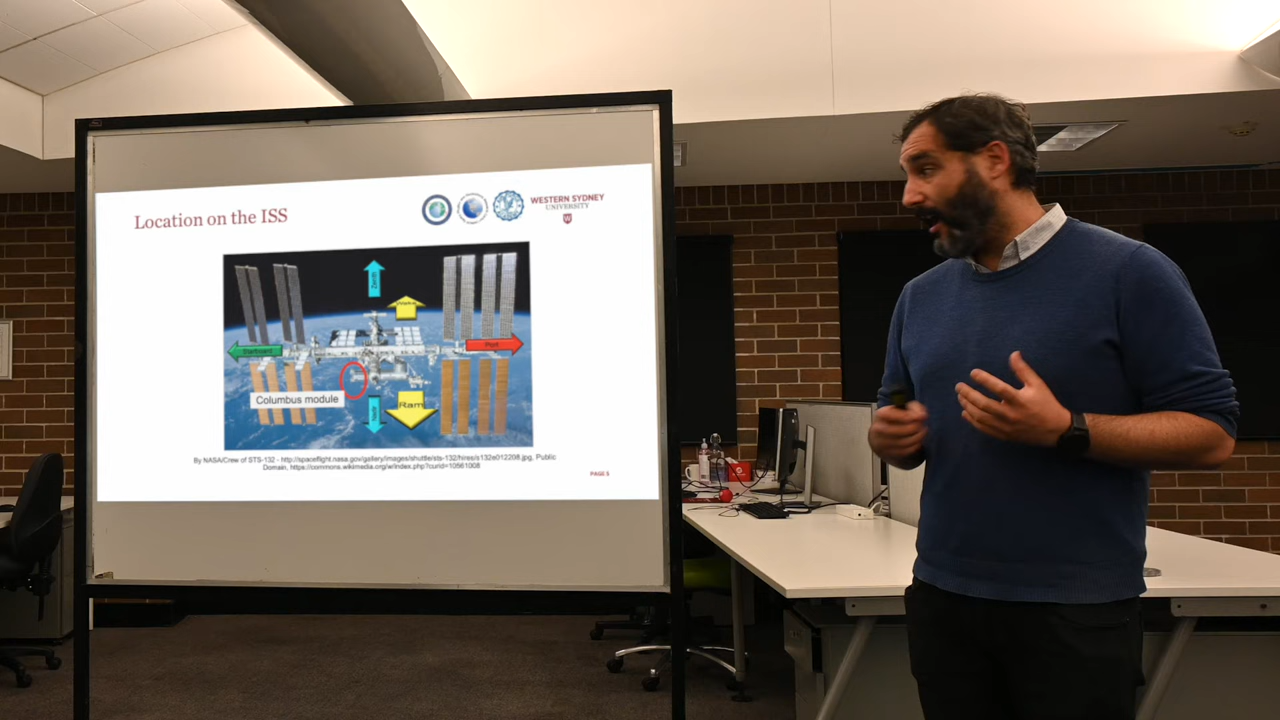 Location on the ISS
WESTERN SYDNEY
UNIVERSITY
W
Zenith
Wake
Starboard
Port
Columbus module
Nadir
Ram
By NASA/Crew of STS-132 - http://spaceflight.nasa.gov/gallery/images/shuttle/sts-132/hires/s132e012208.jpg, Public
Domain, https://commons.wikimedia.org/w/index.php?curid=10561008
PAGE 5